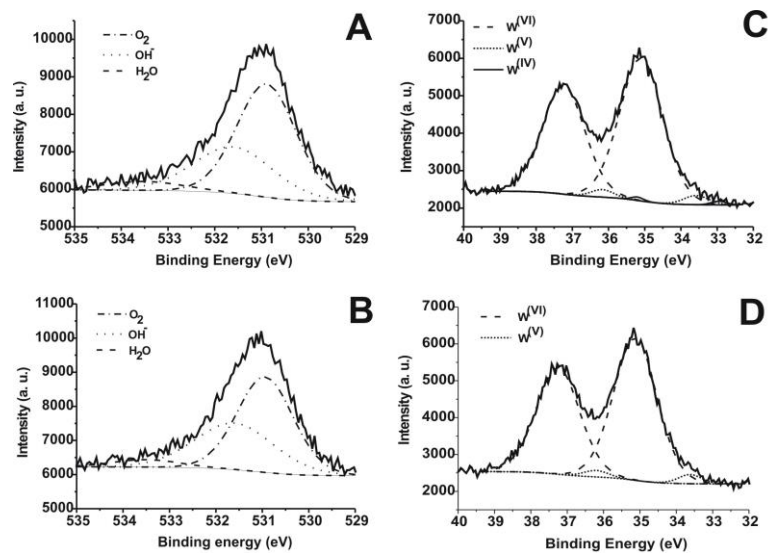 A
O2
OH-
H2O
Intensity (a. u.)
10000
9000
8000
7000
6000
5000
535 534 533 532 531 530 529
Binding Energy (eV)
C
W(VI)
W(V)
W(IV)
Intensity (a. u.)
7000
6000
5000
4000
3000
2000
40 39 38 37 36 35 34 33 32
Binding Energy (eV)
B
O2
OH-
H2O
Intensity (a. u.)
11000
10000
9000
8000
7000
6000
5000
535 534 533 532 531 530 529
Binding energy (eV)
D
W(VI)
W(V)
Intensity (a. u.)
7000
6000
5000
4000
3000
2000
40 39 38 37 36 35 34 33 32
Binding Energy (eV)